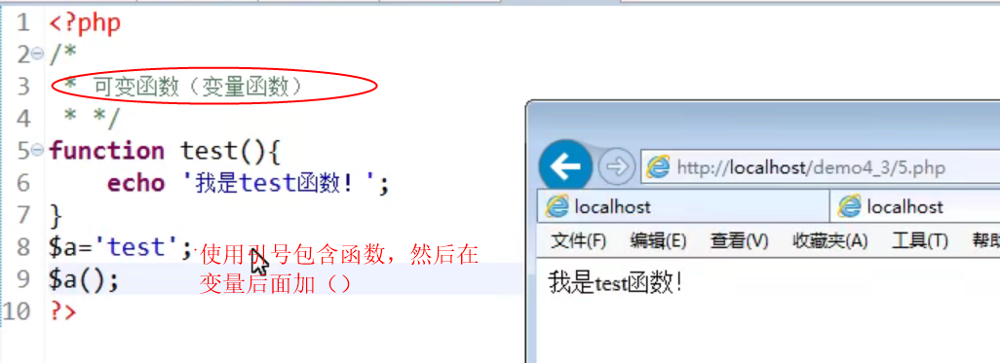 1 <?php
2 /*
3  * 可变函数（变量函数）
4  * */
5 function test(){
6     echo '我是test函数！';
7 }
8 $a='test';
使用引号包含函数，然后在
9 $a();
变量后面加（）
10 ?>
http://localhost/demo4_3/5.php
localhost
localhost
文件(F) 编辑(E) 查看(V) 收藏夹(A) 工具(T) 帮助
我是test函数！